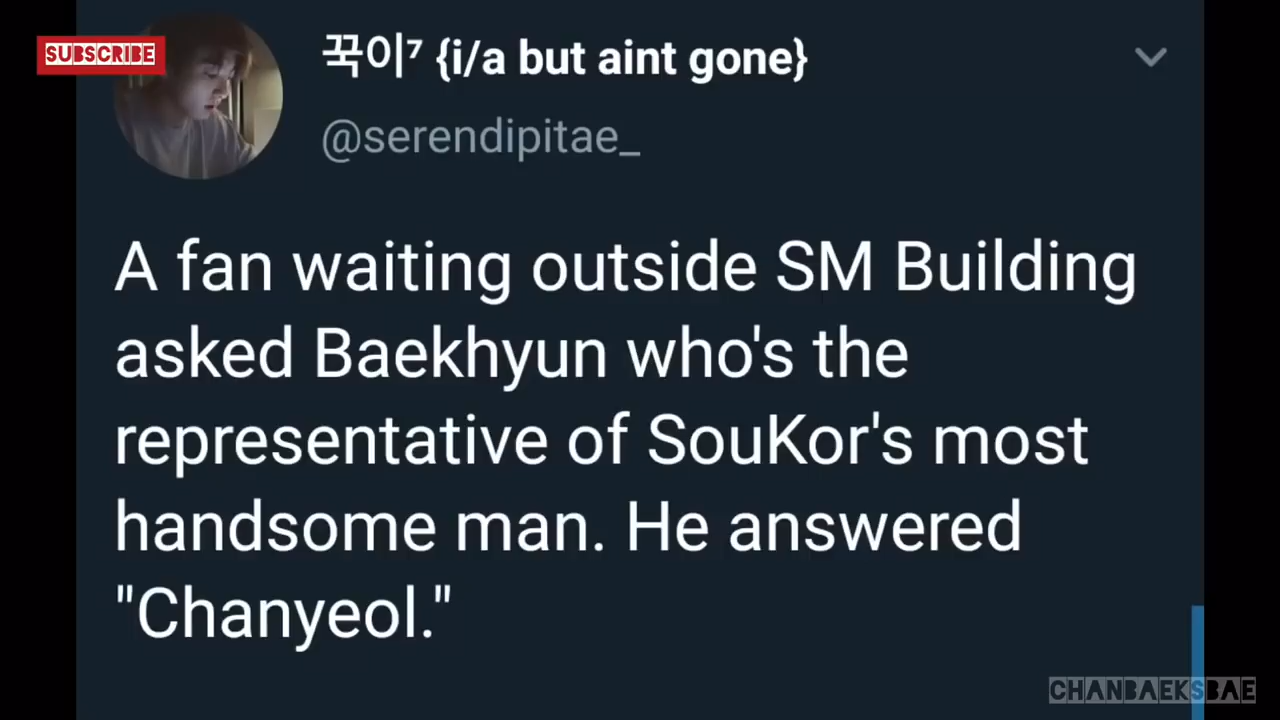 SUBSCRIBE
꾹이⁷ {i/a but aint gone}
@serendipitae_
A fan waiting outside SM Building
asked Baekhyun who's the
representative of SouKor's most
handsome man. He answered
"Chanyeol."
CHANBAEKSBAE